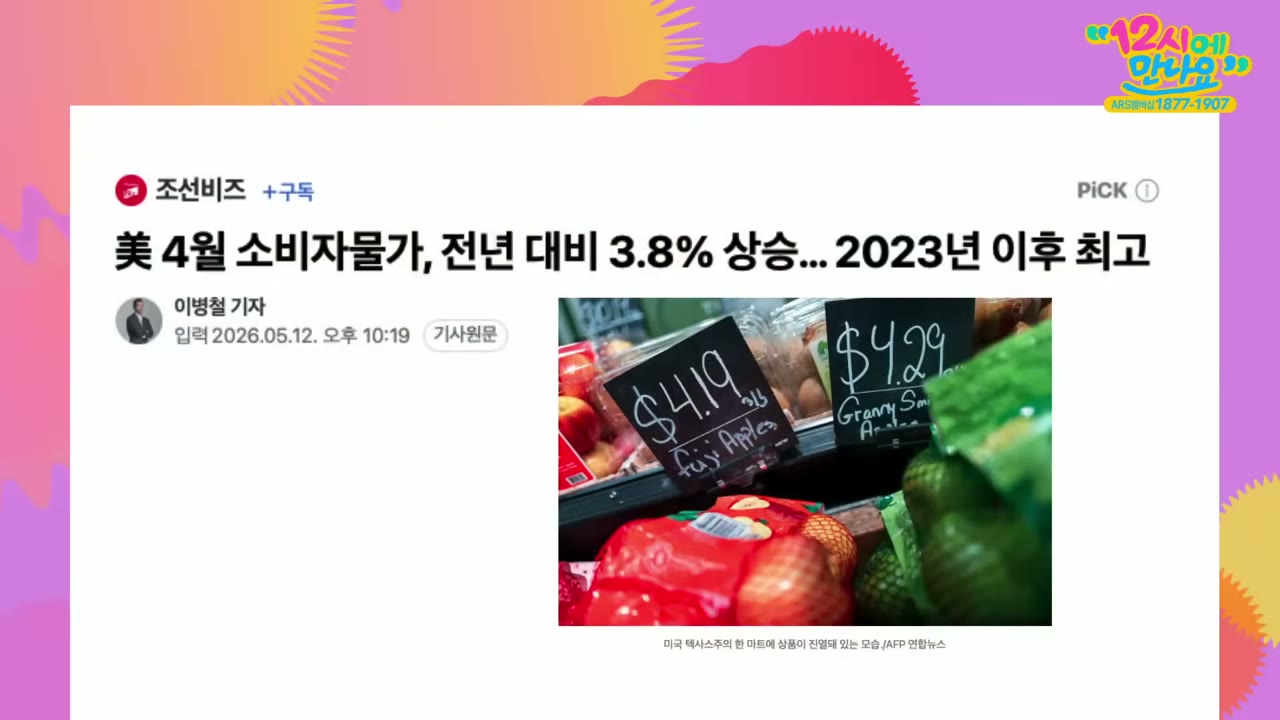 “12시에
만나요”
ARS멤버십 1877-1907
조선비즈 +구독
PiCK
美 4월 소비자물가, 전년 대비 3.8% 상승... 2023년 이후 최고
이병철 기자
입력 2026.05.12. 오후 10:19 기사원문
$4.19
3lb
Fuji Apples
$4.29
Granny Smi
미국 텍사스주의 한 마트에 상품이 진열돼 있는 모습./AFP 연합뉴스